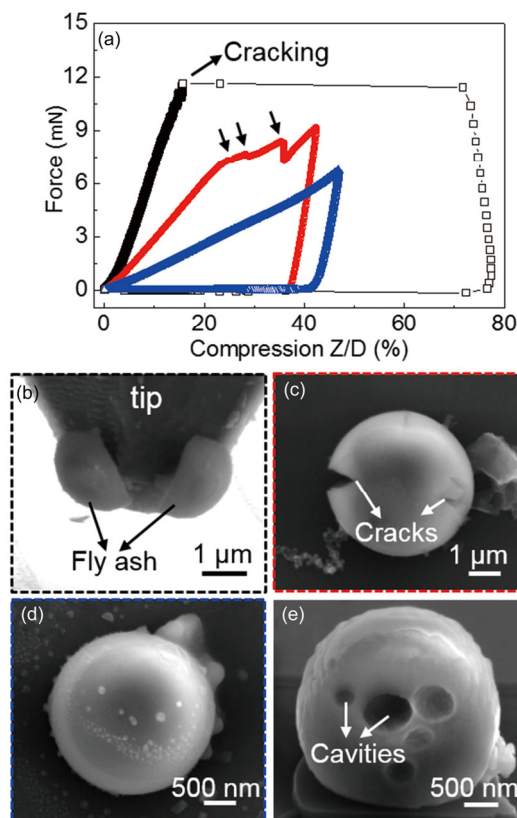 (a)
Cracking
Force (mN)
15
12
9
6
3
0
0 20 40 60 80
Compression Z/D (%)
(b)
tip
Fly ash
1 μm
(c)
Cracks
1 μm
(d)
500 nm
(e)
Cavities
500 nm